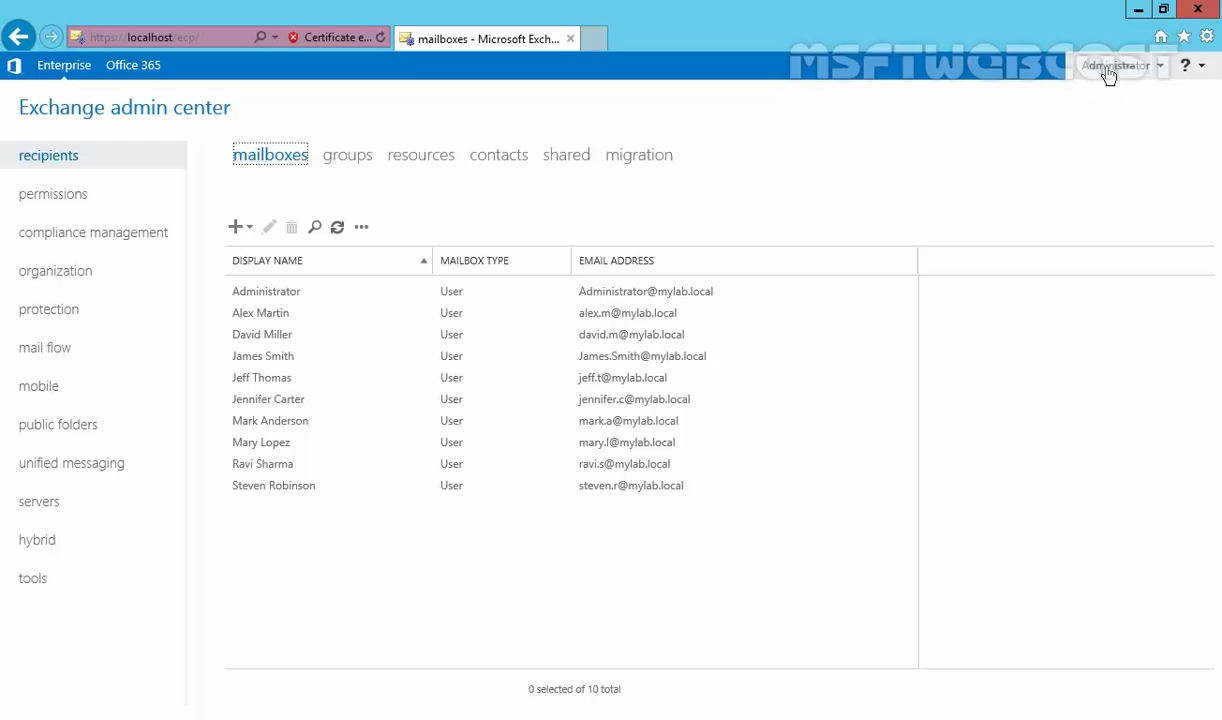 https://localhost/ecp/
Certificate e...
mailboxes - Microsoft Exch...
Enterprise
Office 365
MSFTWEBCAST
Administrator
?
Exchange admin center
recipients
permissions
compliance management
organization
protection
mail flow
mobile
public folders
unified messaging
servers
hybrid
tools
mailboxes groups resources contacts shared migration
DISPLAY NAME MAILBOX TYPE EMAIL ADDRESS
Administrator User Administrator@mylab.local
Alex Martin User alex.m@mylab.local
David Miller User david.m@mylab.local
James Smith User James.Smith@mylab.local
Jeff Thomas User jeff.t@mylab.local
Jennifer Carter User jennifer.c@mylab.local
Mark Anderson User mark.a@mylab.local
Mary Lopez User mary.l@mylab.local
Ravi Sharma User ravi.s@mylab.local
Steven Robinson User steven.r@mylab.local
0 selected of 10 total